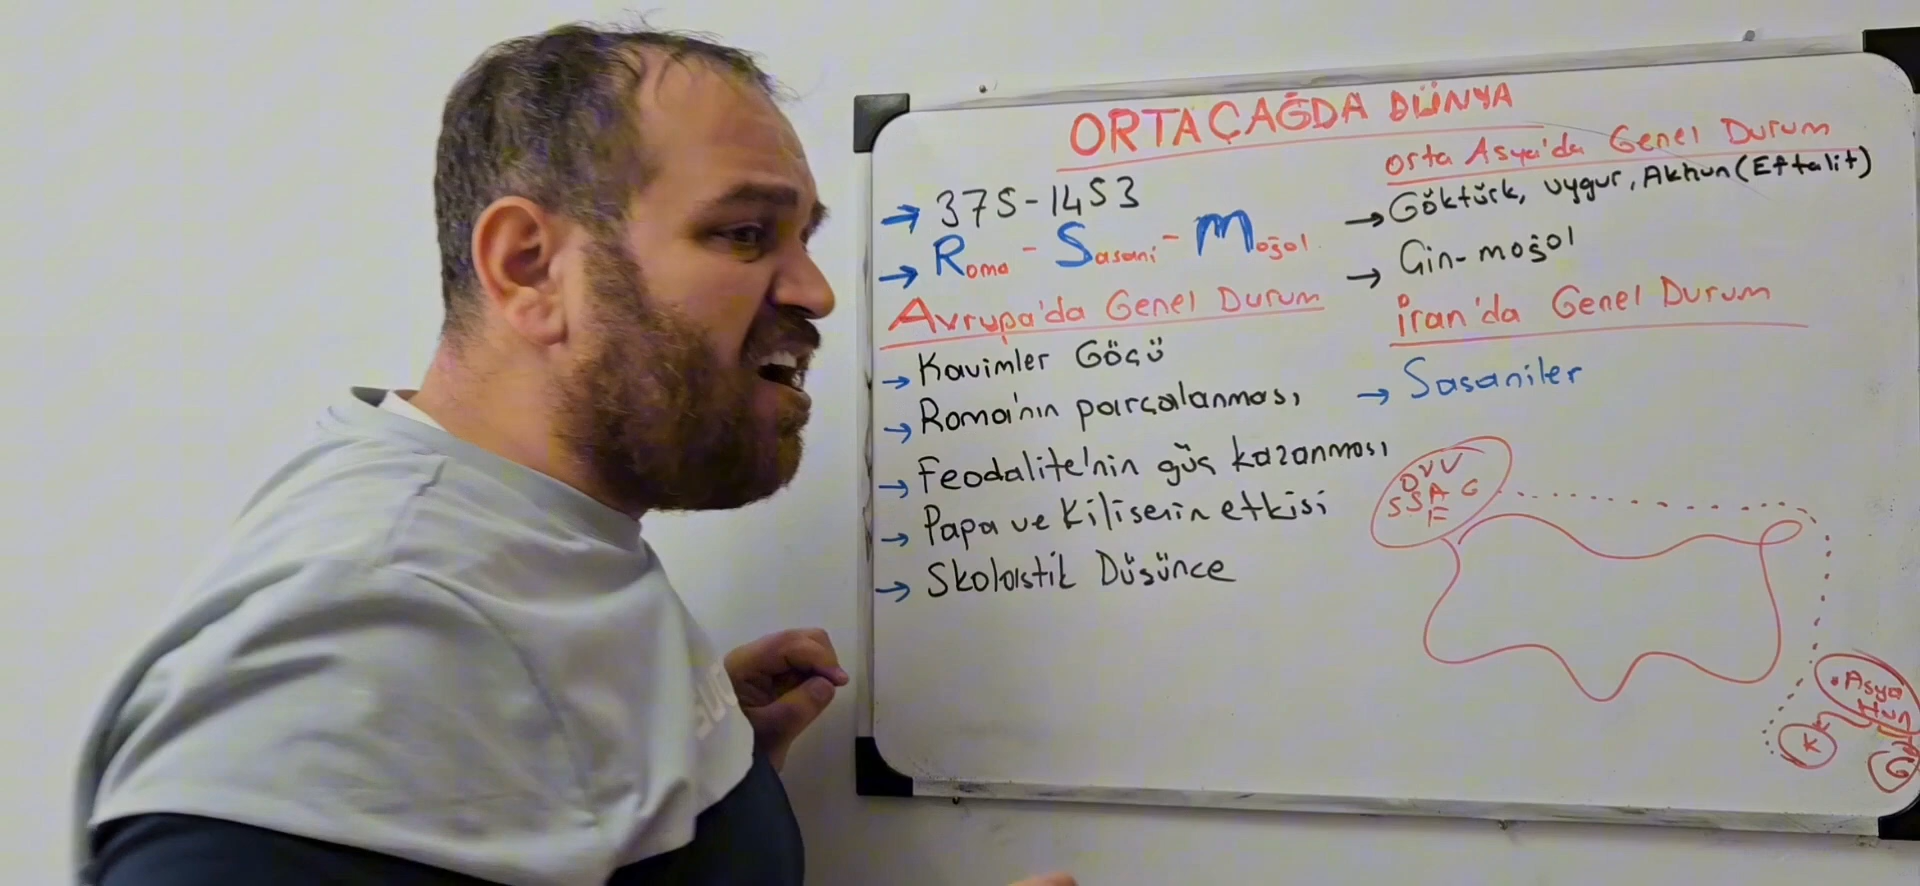 ORTAÇAĞDA DÜNYA
→ 375-1453
→ Roma - Sasani - Moğol
Avrupa'da Genel Durum
→ Kavimler Göçü
→ Roma'nın parçalanması
→ Feodalite'nin güç kazanması
→ Papa ve Kilisenin etkisi
→ Skolastik Düşünce
Orta Asya'da Genel Durum
→ Göktürk, Uygur, Akhun (Eftalit)
→ Çin-moğol
İran'da Genel Durum
→ Sasaniler
O V V
S S A G
F
Asya
Hun
K
G